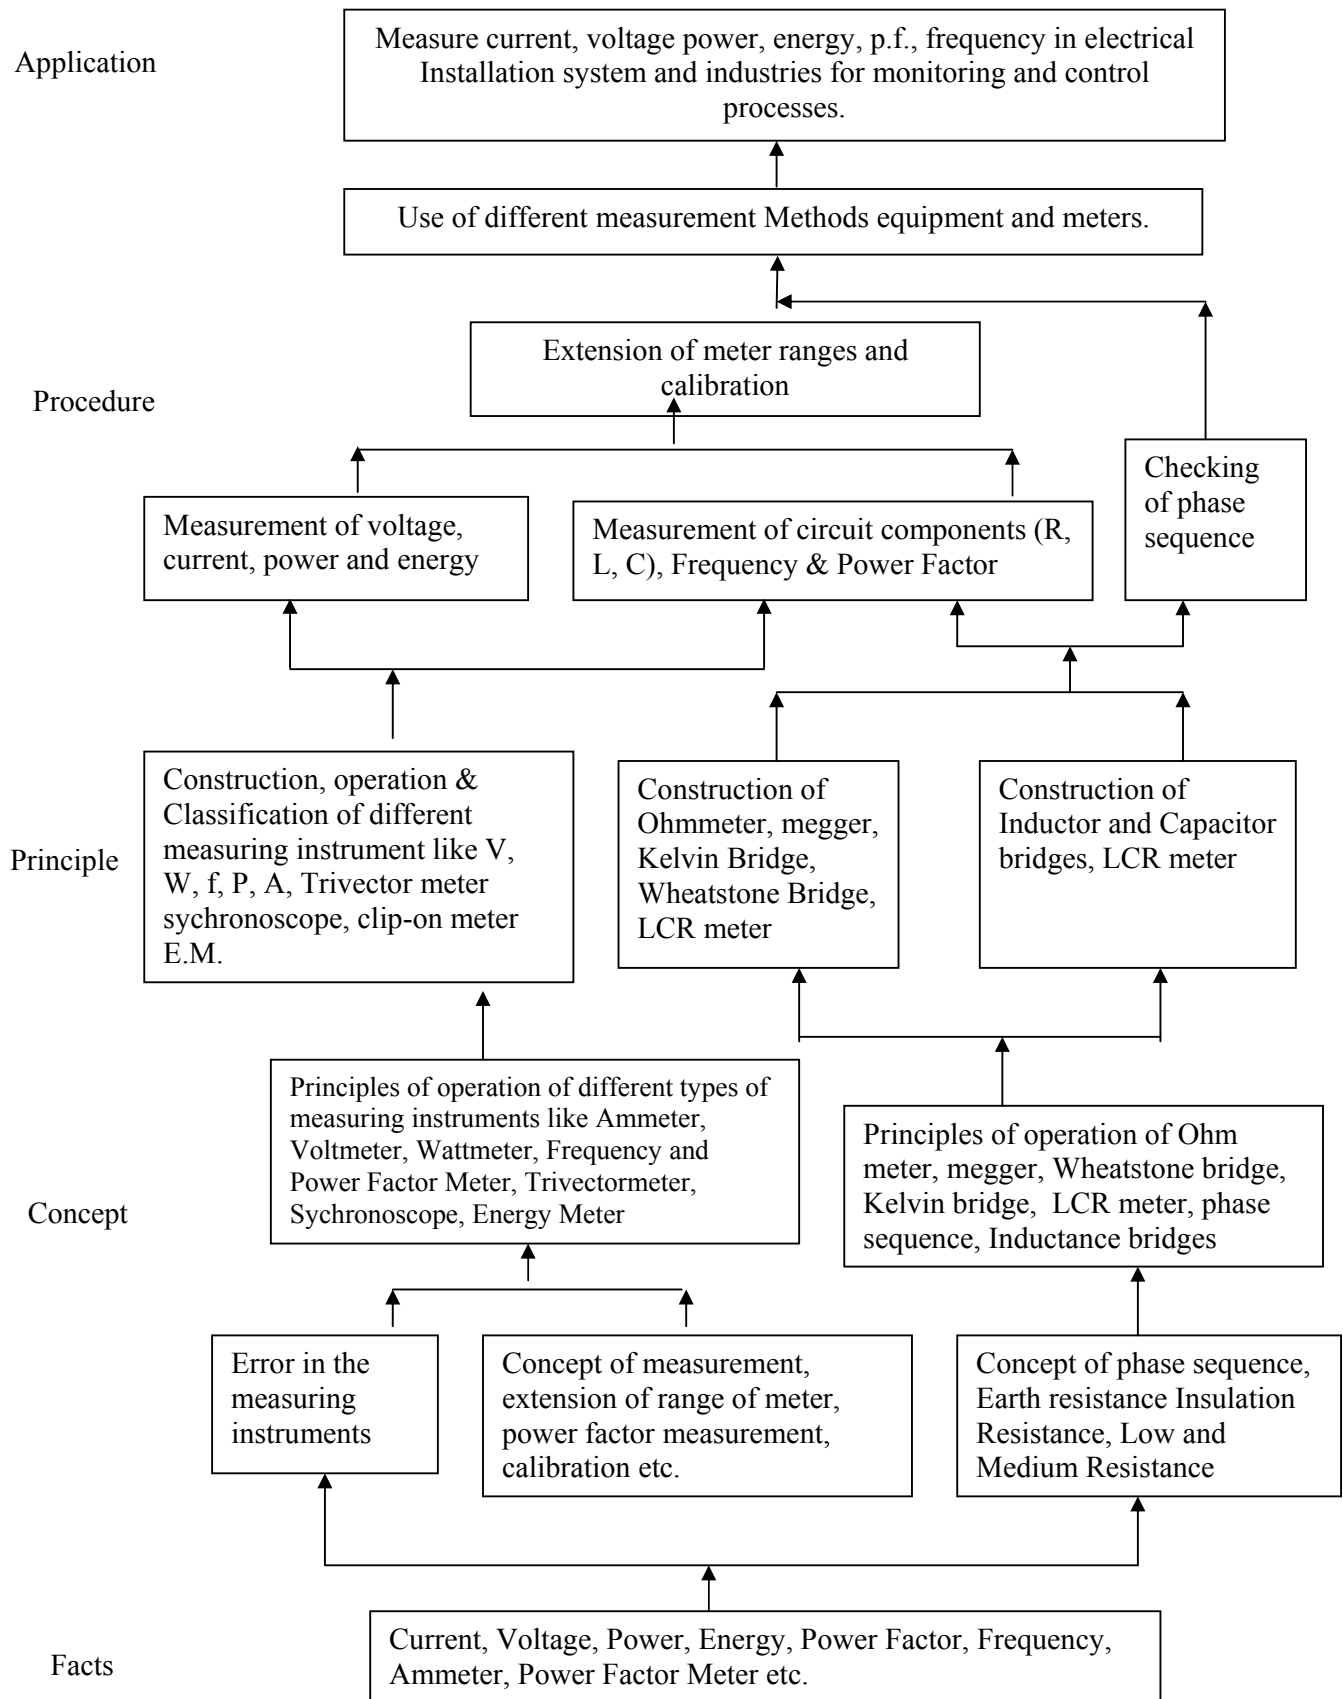 Application
Measure current, voltage power, energy, p.f., frequency in electrical
Installation system and industries for monitoring and control
processes.
Use of different measurement Methods equipment and meters.
Extension of meter ranges and
calibration
Procedure
Checking
of phase
sequence
Measurement of voltage,
current, power and energy
Measurement of circuit components (R,
L, C), Frequency & Power Factor
Principle
Construction, operation &
Classification of different
measuring instrument like V,
W, f, P, A, Trivector meter
sychronoscope, clip-on meter
E.M.
Construction of
Ohmmeter, megger,
Kelvin Bridge,
Wheatstone Bridge,
LCR meter
Construction of
Inductor and Capacitor
bridges, LCR meter
Concept
Principles of operation of different types of
measuring instruments like Ammeter,
Voltmeter, Wattmeter, Frequency and
Power Factor Meter, Trivectormeter,
Sychronoscope, Energy Meter
Principles of operation of Ohm
meter, megger, Wheatstone bridge,
Kelvin bridge,  LCR meter, phase
sequence, Inductance bridges
Error in the
measuring
instruments
Concept of measurement,
extension of range of meter,
power factor measurement,
calibration etc.
Concept of phase sequence,
Earth resistance Insulation
Resistance, Low and
Medium Resistance
Facts
Current, Voltage, Power, Energy, Power Factor, Frequency,
Ammeter, Power Factor Meter etc.